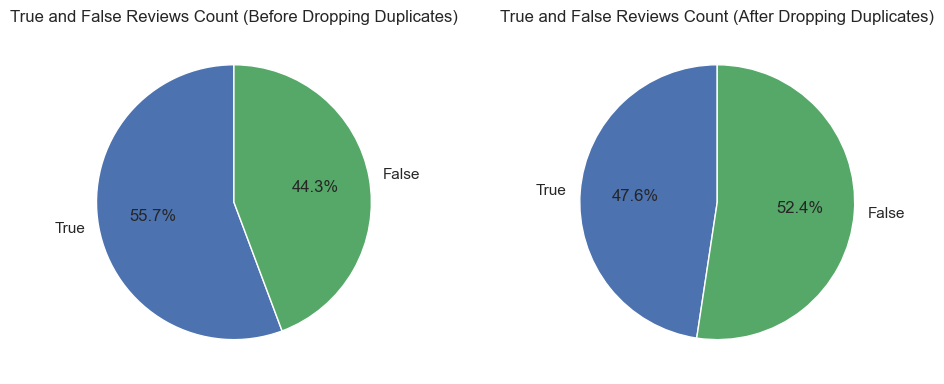 True and False Reviews Count (Before Dropping Duplicates)
True
55.7%
44.3%
False
True and False Reviews Count (After Dropping Duplicates)
True
47.6%
52.4%
False